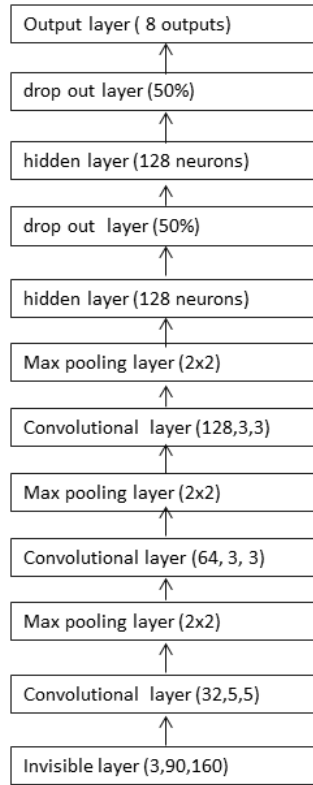 Output layer ( 8 outputs)
drop out layer (50%)
hidden layer (128 neurons)
drop out layer (50%)
hidden layer (128 neurons)
Max pooling layer (2x2)
Convolutional layer (128,3,3)
Max pooling layer (2x2)
Convolutional layer (64, 3, 3)
Max pooling layer (2x2)
Convolutional layer (32,5,5)
Invisible layer (3,90,160)